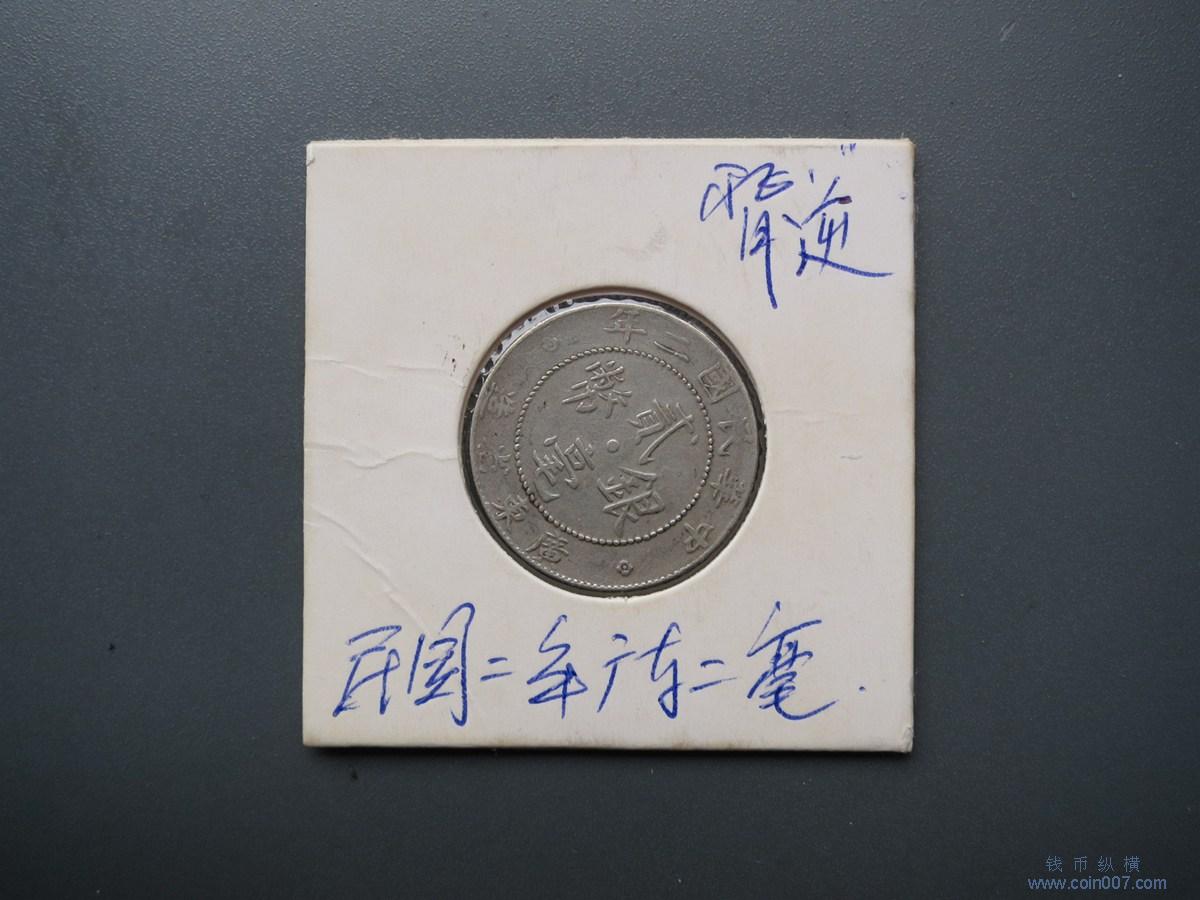 背逆
中華民國二年
廣東省造
貳毫銀幣
民国二年广东二毫.
钱币纵横
www.coin007.com